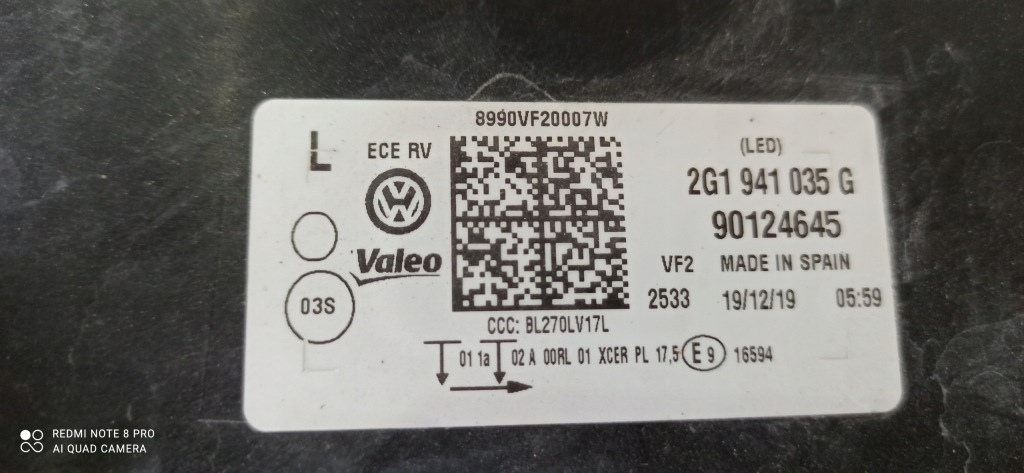 8990VF20007W
L
ECE RV
(LED)
2G1 941 035 G
90124645
Valeo
VF2 MADE IN SPAIN
03S
2533 19/12/19 05:59
CCC: BL270LV17L
01 1a 02 A 00RL 01 XCER PL 17,5 E 9 16594
REDMI NOTE 8 PRO
AI QUAD CAMERA